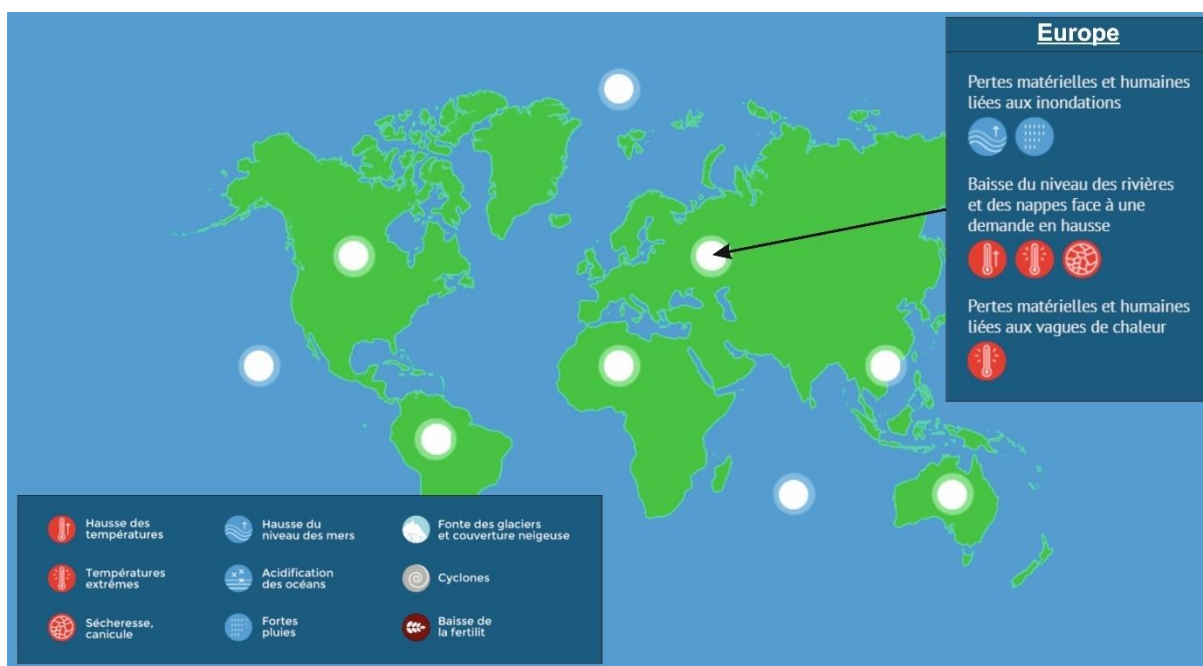 Europe
Pertes matérielles et humaines
liées aux inondations
Baisse du niveau des rivières
et des nappes face à une
demande en hausse
Pertes matérielles et humaines
liées aux vagues de chaleur
Hausse des
températures
Hausse du
niveau des mers
Fonte des glaciers
et couverture neigeuse
Températures
extrêmes
Acidification
des océans
Cyclones
Sécheresse,
canicule
Fortes
pluies
Baisse de
la fertilit